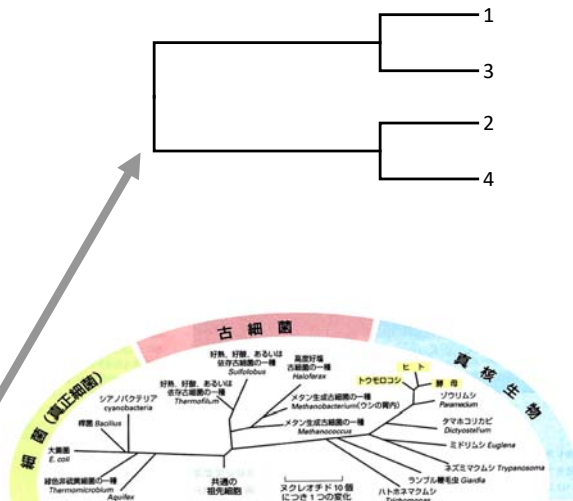 1
3
2
4
細菌(真正細菌)
古細菌
真核生物
好熱、好酸、あるいは
依存古細菌の一種
Sulfolobus
高度好塩
古細菌の一種
Haloferax
ヒト
トウモロコシ
酵母
好熱、好酸、あるいは
依存古細菌の一種
Thermofilum
シアノバクテリア
cyanobacteria
メタン生成古細菌の一種
Methanobacterium(ウシの胃内)
ゾウリムシ
Paramecium
桿菌 Bacillus
メタン生成古細菌の一種
Methanococcus
タマホコリカビ
Dictyostelium
大腸菌
E. coli
ミドリムシ Euglena
ネズミマクムシ Trypanosoma
緑色非硫黄細菌の一種
Thermomicrobium
共通の
祖先細胞
ヌクレオチド10個
につき1つの変化
ランブル鞭毛虫 Giardia
Aquifex
ハトホネマクムシ
Trichomonas